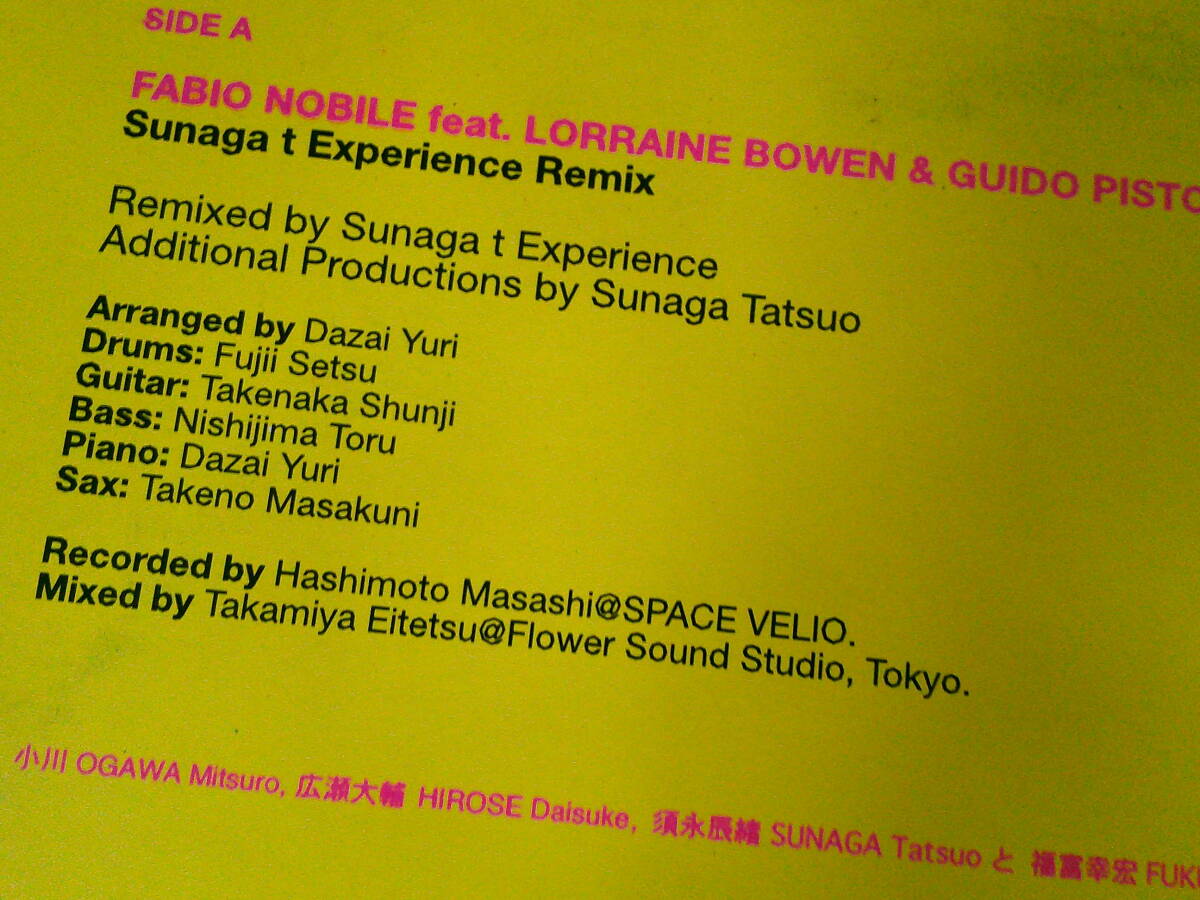 SIDE A
FABIO NOBILE feat. LORRAINE BOWEN & GUIDO PISTO
Sunaga t Experience Remix
Remixed by Sunaga t Experience
Additional Productions by Sunaga Tatsuo
Arranged by Dazai Yuri
Drums: Fujii Setsu
Guitar: Takenaka Shunji
Bass: Nishijima Toru
Piano: Dazai Yuri
Sax: Takeno Masakuni
Recorded by Hashimoto Masashi@SPACE VELIO.
Mixed by Takamiya Eitetsu@Flower Sound Studio, Tokyo.
小川 OGAWA Mitsuro, 広瀬大輔 HIROSE Daisuke, 須永辰緒 SUNAGA Tatsuo と 福富幸宏 FUKU